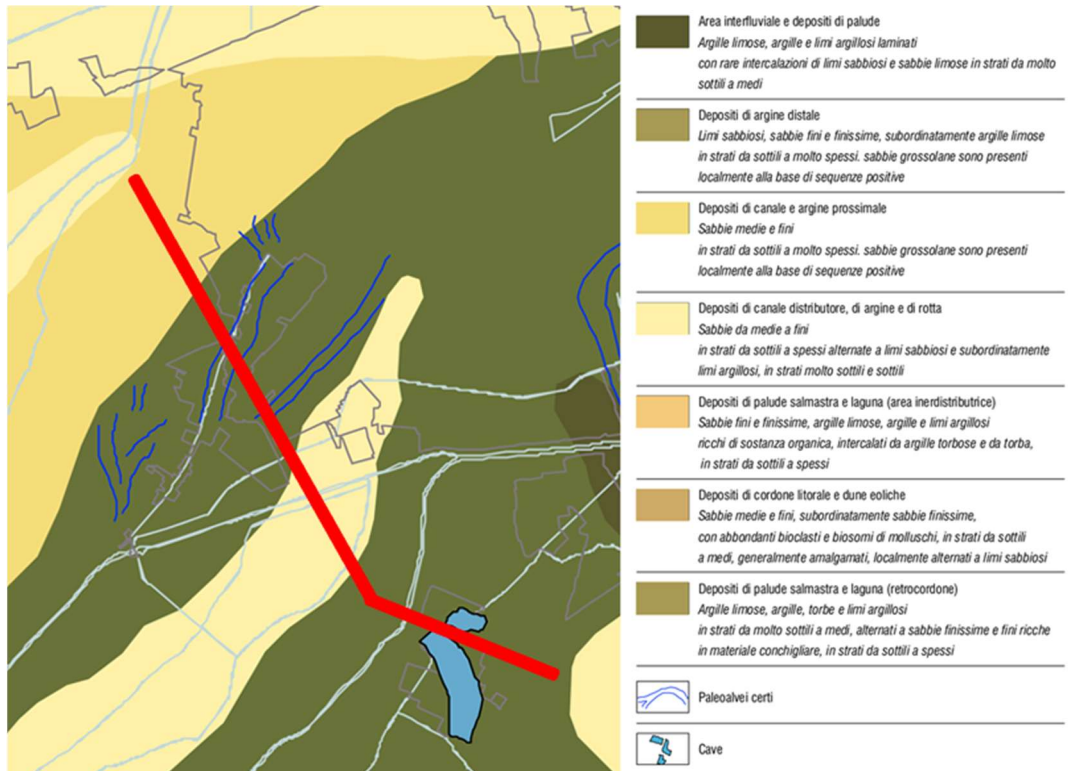 Area interfluviale e depositi di palude
Argille limose, argille e limi argillosi laminati
con rare intercalazioni di limi sabbiosi e sabbie limose in strati da molto
sottili a medi
Depositi di argine distale
Limi sabbiosi, sabbie fini e finissime, subordinatamente argille limose
in strati da sottili a molto spessi. sabbie grossolane sono presenti
localmente alla base di sequenze positive
Depositi di canale e argine prossimale
Sabbie medie e fini
in strati da sottili a molto spessi. sabbie grossolane sono presenti
localmente alla base di sequenze positive
Depositi di canale distributore, di argine e di rotta
Sabbie da medie a fini
in strati da sottili a spessi alternate a limi sabbiosi e subordinatamente
limi argillosi, in strati molto sottili e sottili
Depositi di palude salmastra e laguna (area inerdistributrice)
Sabbie fini e finissime, argille limose, argille e limi argillosi
ricchi di sostanza organica, intercalati da argille torbose e da torba,
in strati da sottili a spessi
Depositi di cordone litorale e dune eoliche
Sabbie medie e fini, subordinatamente sabbie finissime,
con abbondanti bioclasti e biosomi di molluschi, in strati da sottili
a medi, generalmente amalgamati, localmente alternati a limi sabbiosi
Depositi di palude salmastra e laguna (retrocordone)
Argille limose, argille, torbe e limi argillosi
in strati da molto sottili a medi, alternati a sabbie finissime e fini ricche
in materiale conchigliare, in strati da sottili a spessi
Paleoalvei certi
Cave